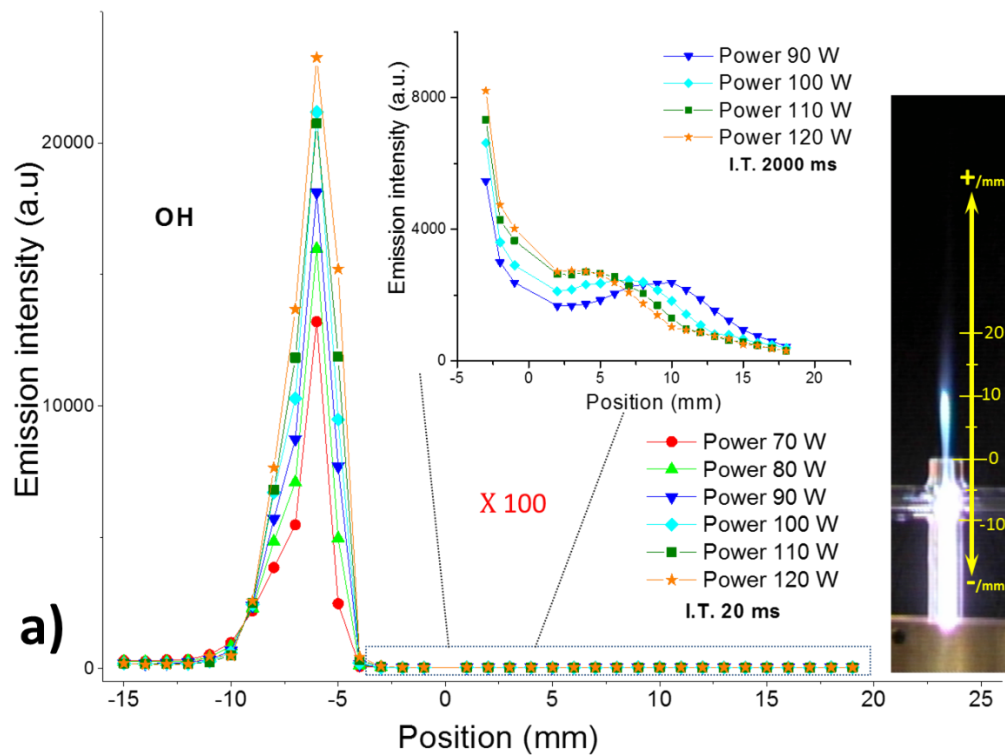 Emission intensity (a.u)
20000
10000
0
-15
-10
-5
0
5
10
15
20
25
Position (mm)
OH
a)
Emission intensity (a.u.)
8000
4000
0
-5
0
5
10
15
20
Position (mm)
Power 90 W
Power 100 W
Power 110 W
Power 120 W
I.T. 2000 ms
X 100
Power 70 W
Power 80 W
Power 90 W
Power 100 W
Power 110 W
Power 120 W
I.T. 20 ms
+/mm
20
10
0
-10
-/mm